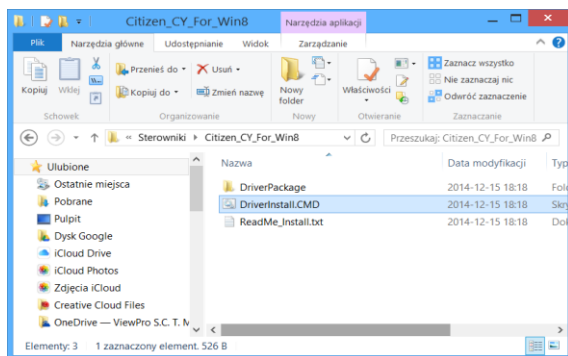 Citizen_CY_For_Win8
Narzędzia aplikacji
Plik Narzędzia główne Udostępnianie Widok Zarządzanie
Kopiuj Wklej
Przenieś do
Kopiuj do
Usuń
Zmień nazwę
Nowy folder
Właściwości
Zaznacz wszystko
Nie zaznaczaj nic
Odwróć zaznaczenie
Schowek Organizowanie Nowy Otwieranie Zaznaczanie
« Sterowniki Citizen_CY_For_Win8 Przeszukaj: Citizen_CY_For_Win8
Ulubione
Ostatnie miejsca
Pobrane
Pulpit
Dysk Google
iCloud Drive
iCloud Photos
Zdjęcia iCloud
Creative Cloud Files
OneDrive — ViewPro S.C. T. N
Nazwa Data modyfikacji Typ
DriverPackage 2014-12-15 18:18 Fol
DriverInstall.CMD 2014-12-15 18:18 Skry
ReadMe_Install.txt 2014-12-15 18:18 Dok
Elementy: 3 1 zaznaczony element. 526 B